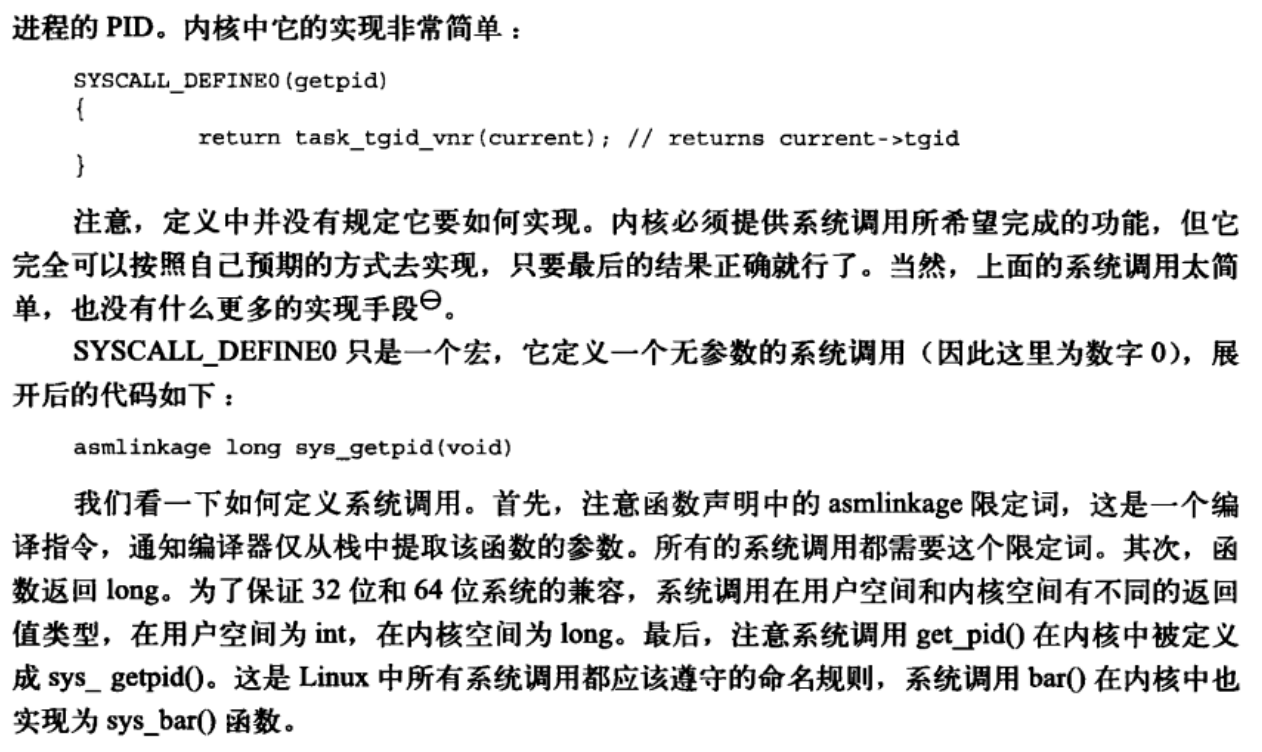 进程的 PID。内核中它的实现非常简单：
SYSCALL_DEFINE0(getpid)
{
return task_tgid_vnr(current); // returns current->tgid
}
注意，定义中并没有规定它要如何实现。内核必须提供系统调用所希望完成的功能，但它
完全可以按照自己预期的方式去实现，只要最后的结果正确就行了。当然，上面的系统调用太简
单，也没有什么更多的实现手段⊖。
SYSCALL_DEFINE0 只是一个宏，它定义一个无参数的系统调用（因此这里为数字 0），展
开后的代码如下：
asmlinkage long sys_getpid(void)
我们看一下如何定义系统调用。首先，注意函数声明中的 asmlinkage 限定词，这是一个编
译指令，通知编译器仅从栈中提取该函数的参数。所有的系统调用都需要这个限定词。其次，函
数返回 long。为了保证 32 位和 64 位系统的兼容，系统调用在用户空间和内核空间有不同的返回
值类型，在用户空间为 int，在内核空间为 long。最后，注意系统调用 get_pid() 在内核中被定义
成 sys_ getpid()。这是 Linux 中所有系统调用都应该遵守的命名规则，系统调用 bar() 在内核中也
实现为 sys_bar() 函数。